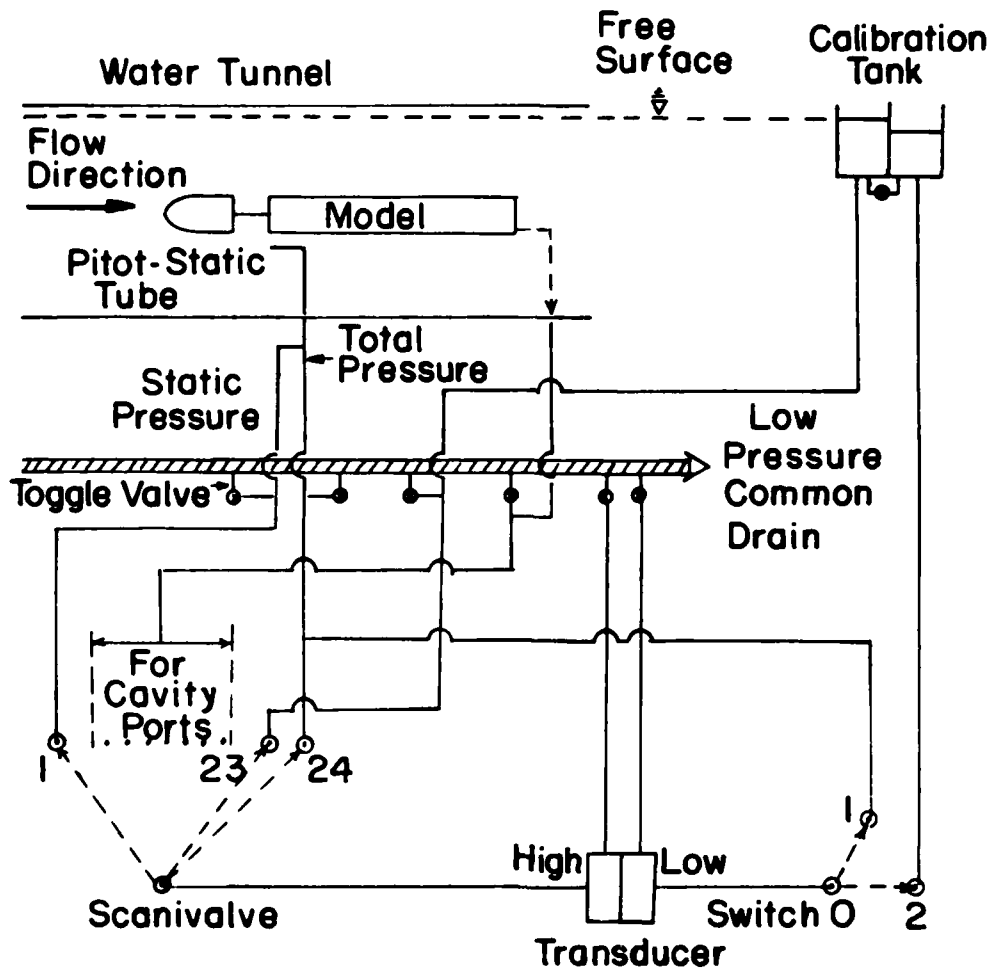 Free
Surface
Calibration
Tank
Water Tunnel
Flow
Direction
Model
Pitot-Static
Tube
Total
Pressure
Static
Pressure
Low
Pressure
Common
Drain
Toggle Valve
For
Cavity
Ports
1
23
24
1
High
Low
Scanivalve
Switch 0
2
Transducer